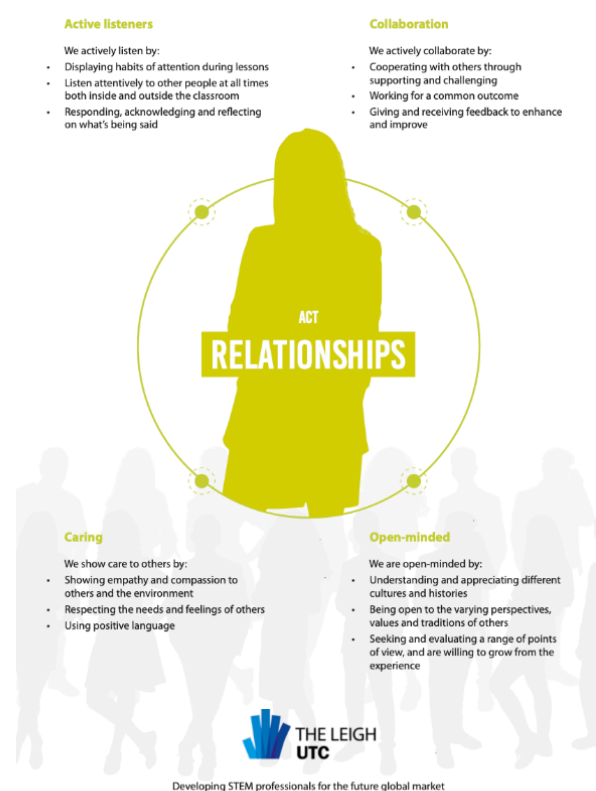 Active listeners
We actively listen by:
• Displaying habits of attention during lessons
• Listen attentively to other people at all times
both inside and outside the classroom
• Responding, acknowledging and reflecting
on what's being said
Collaboration
We actively collaborate by:
• Cooperating with others through
supporting and challenging
• Working for a common outcome
• Giving and receiving feedback to enhance
and improve
ACT
RELATIONSHIPS
Caring
We show care to others by:
• Showing empathy and compassion to
others and the environment
• Respecting the needs and feelings of others
• Using positive language
Open-minded
We are open-minded by:
• Understanding and appreciating different
cultures and histories
• Being open to the varying perspectives,
values and traditions of others
• Seeking and evaluating a range of points
of view, and are willing to grow from the
experience
THE LEIGH
UTC
Developing STEM professionals for the future global market